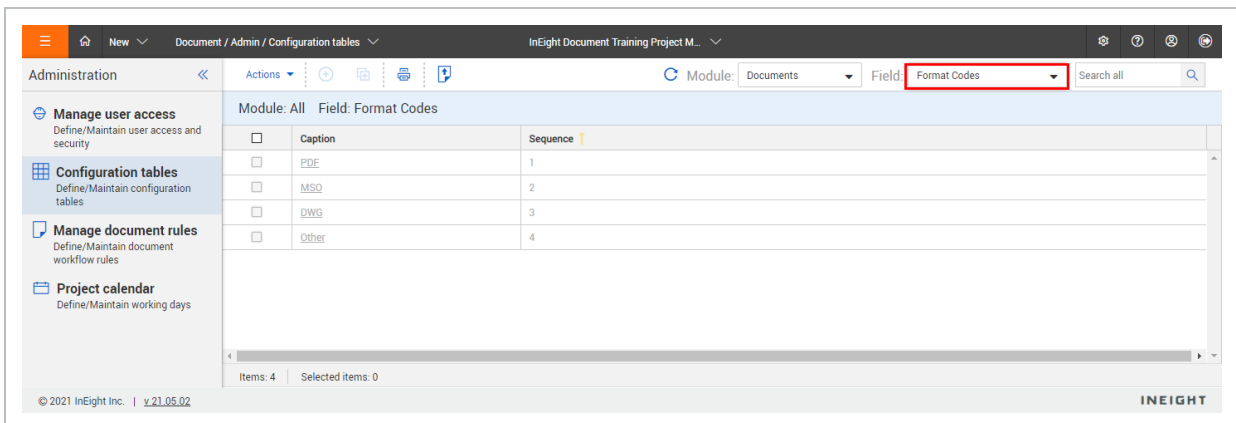 New Document / Admin / Configuration tables InEight Document Training Project M...
Administration Actions Module: Documents Field: Format Codes Search all
Module: All Field: Format Codes
Manage user access
Define/Maintain user access and
security
Configuration tables
Define/Maintain configuration
tables
Manage document rules
Define/Maintain document
workflow rules
Project calendar
Define/Maintain working days
Caption Sequence
PDF 1
MSO 2
DWG 3
Other 4
Items: 4 Selected items: 0
© 2021 InEight Inc. | v 21.05.02 INEIGHT